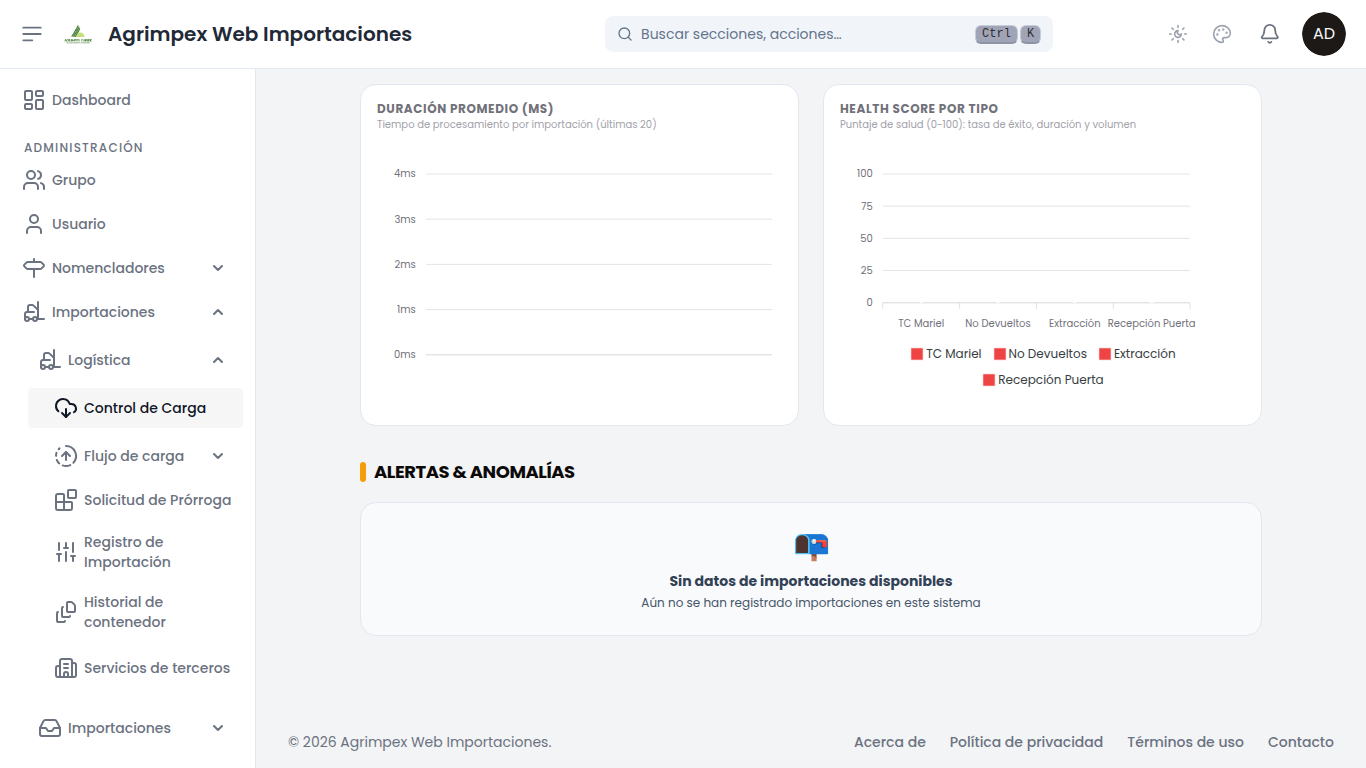 Agrimpex Web Importaciones
Buscar secciones, acciones…
Ctrl K
AD
Dashboard
ADMINISTRACIÓN
Grupo
Usuario
Nomencladores
Importaciones
Logística
Control de Carga
Flujo de carga
Solicitud de Prórroga
Registro de
Importación
Historial de
contenedor
Servicios de terceros
Importaciones
DURACIÓN PROMEDIO (MS)
Tiempo de procesamiento por importación (últimas 20)
4ms
3ms
2ms
1ms
0ms
HEALTH SCORE POR TIPO
Puntaje de salud (0-100): tasa de éxito, duración y volumen
100
75
50
25
0
TC Mariel No Devueltos Extracción Recepción Puerta
TC Mariel No Devueltos Extracción
Recepción Puerta
ALERTAS & ANOMALÍAS
Sin datos de importaciones disponibles
Aún no se han registrado importaciones en este sistema
© 2026 Agrimpex Web Importaciones.
Acerca de Política de privacidad Términos de uso Contacto